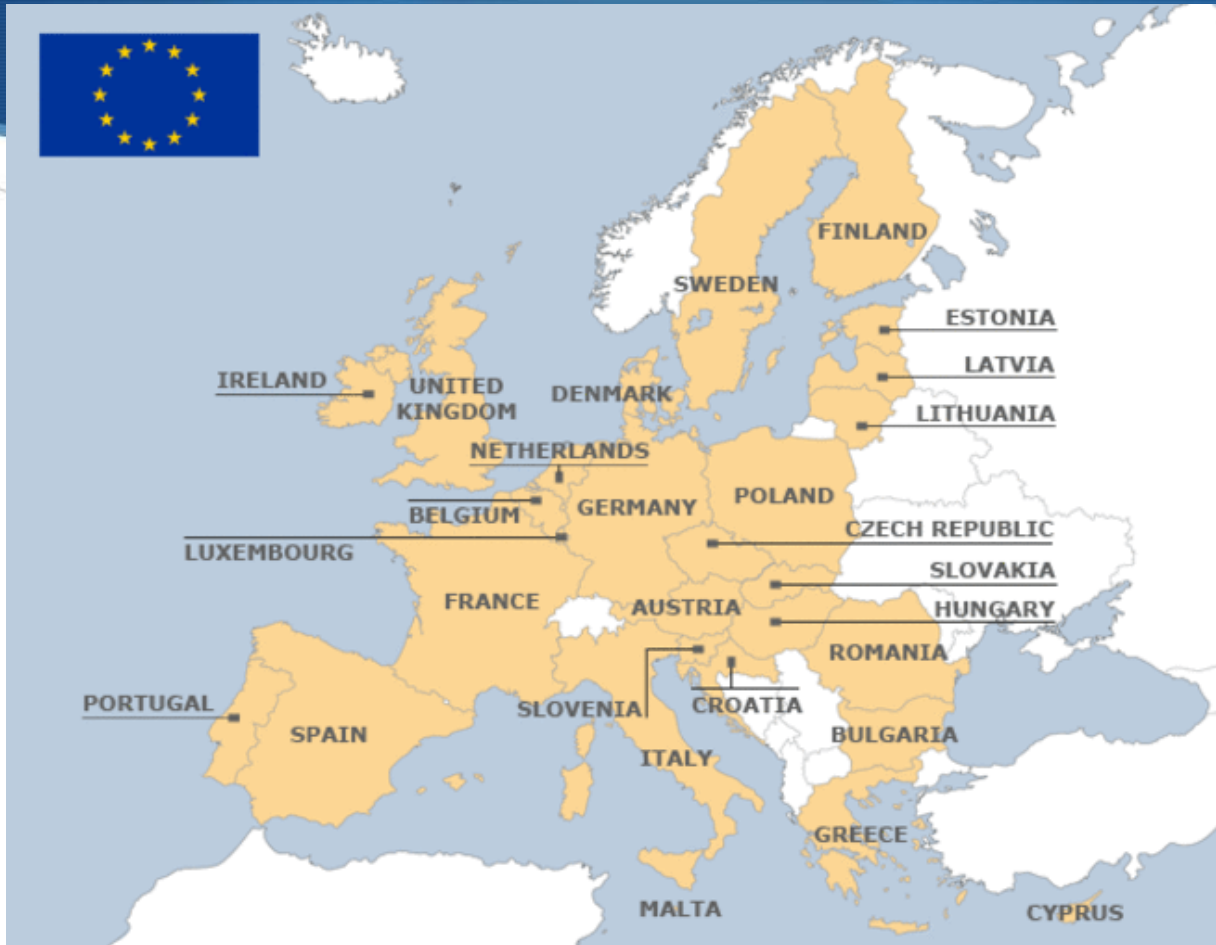 FINLAND
SWEDEN
ESTONIA
LATVIA
LITHUANIA
IRELAND
UNITED
KINGDOM
DENMARK
NETHERLANDS
BELGIUM
GERMANY
POLAND
LUXEMBOURG
CZECH REPUBLIC
SLOVAKIA
FRANCE
AUSTRIA
HUNGARY
ROMANIA
PORTUGAL
SPAIN
SLOVENIA
CROATIA
ITALY
BULGARIA
GREECE
MALTA
CYPRUS